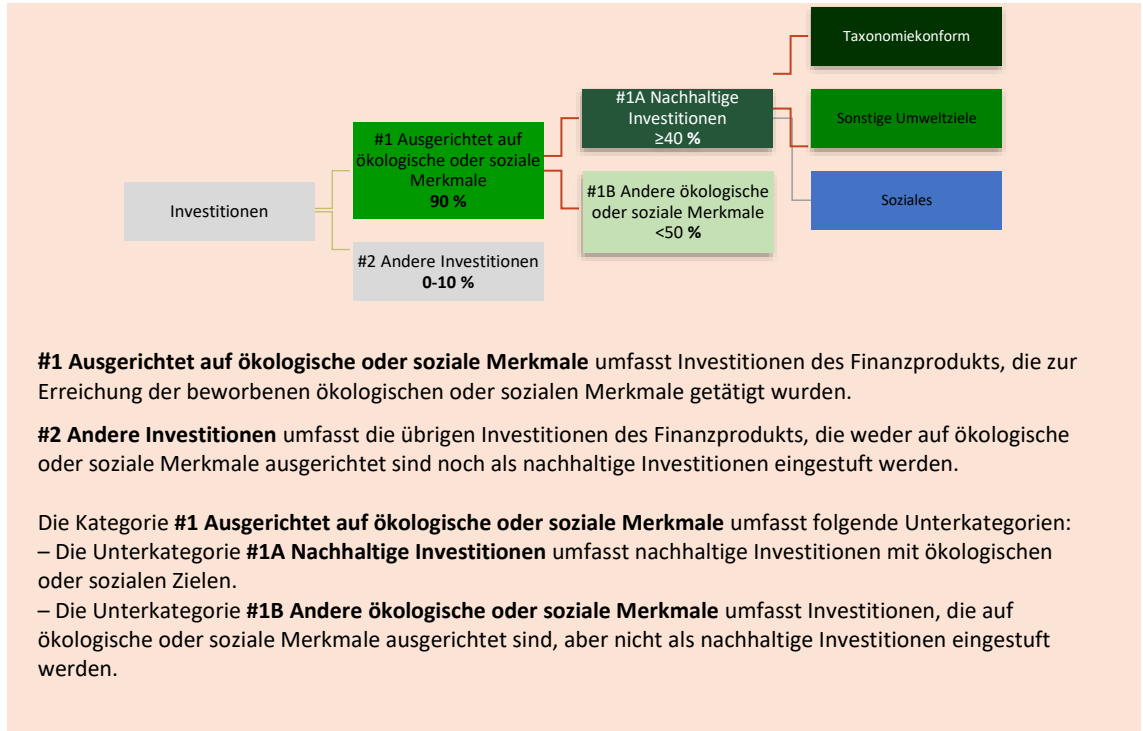 Taxonomiekonform
#1A Nachhaltige
Investitionen
≥40 %
Sonstige Umweltziele
#1 Ausgerichtet auf
ökologische oder soziale
Merkmale
90 %
#1B Andere ökologische
oder soziale Merkmale
<50 %
Soziales
Investitionen
#2 Andere Investitionen
0-10 %
#1 Ausgerichtet auf ökologische oder soziale Merkmale umfasst Investitionen des Finanzprodukts, die zur
Erreichung der beworbenen ökologischen oder sozialen Merkmale getätigt wurden.
#2 Andere Investitionen umfasst die übrigen Investitionen des Finanzprodukts, die weder auf ökologische
oder soziale Merkmale ausgerichtet sind noch als nachhaltige Investitionen eingestuft werden.
Die Kategorie #1 Ausgerichtet auf ökologische oder soziale Merkmale umfasst folgende Unterkategorien:
– Die Unterkategorie #1A Nachhaltige Investitionen umfasst nachhaltige Investitionen mit ökologischen
oder sozialen Zielen.
– Die Unterkategorie #1B Andere ökologische oder soziale Merkmale umfasst Investitionen, die auf
ökologische oder soziale Merkmale ausgerichtet sind, aber nicht als nachhaltige Investitionen eingestuft
werden.